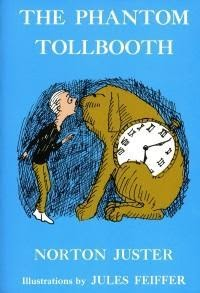 THE PHANTOM
TOLLBOOTH
NORTON JUSTER
Illustrations by JULES FEIFFER